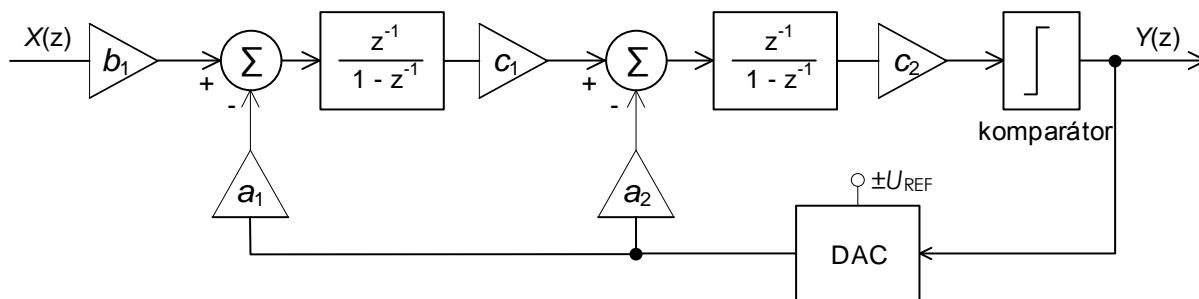 X(z)
b1
+
-
Σ
z-1
1 - z-1
c1
+
-
Σ
z-1
1 - z-1
c2
komparátor
Y(z)
a1
a2
±UREF
DAC